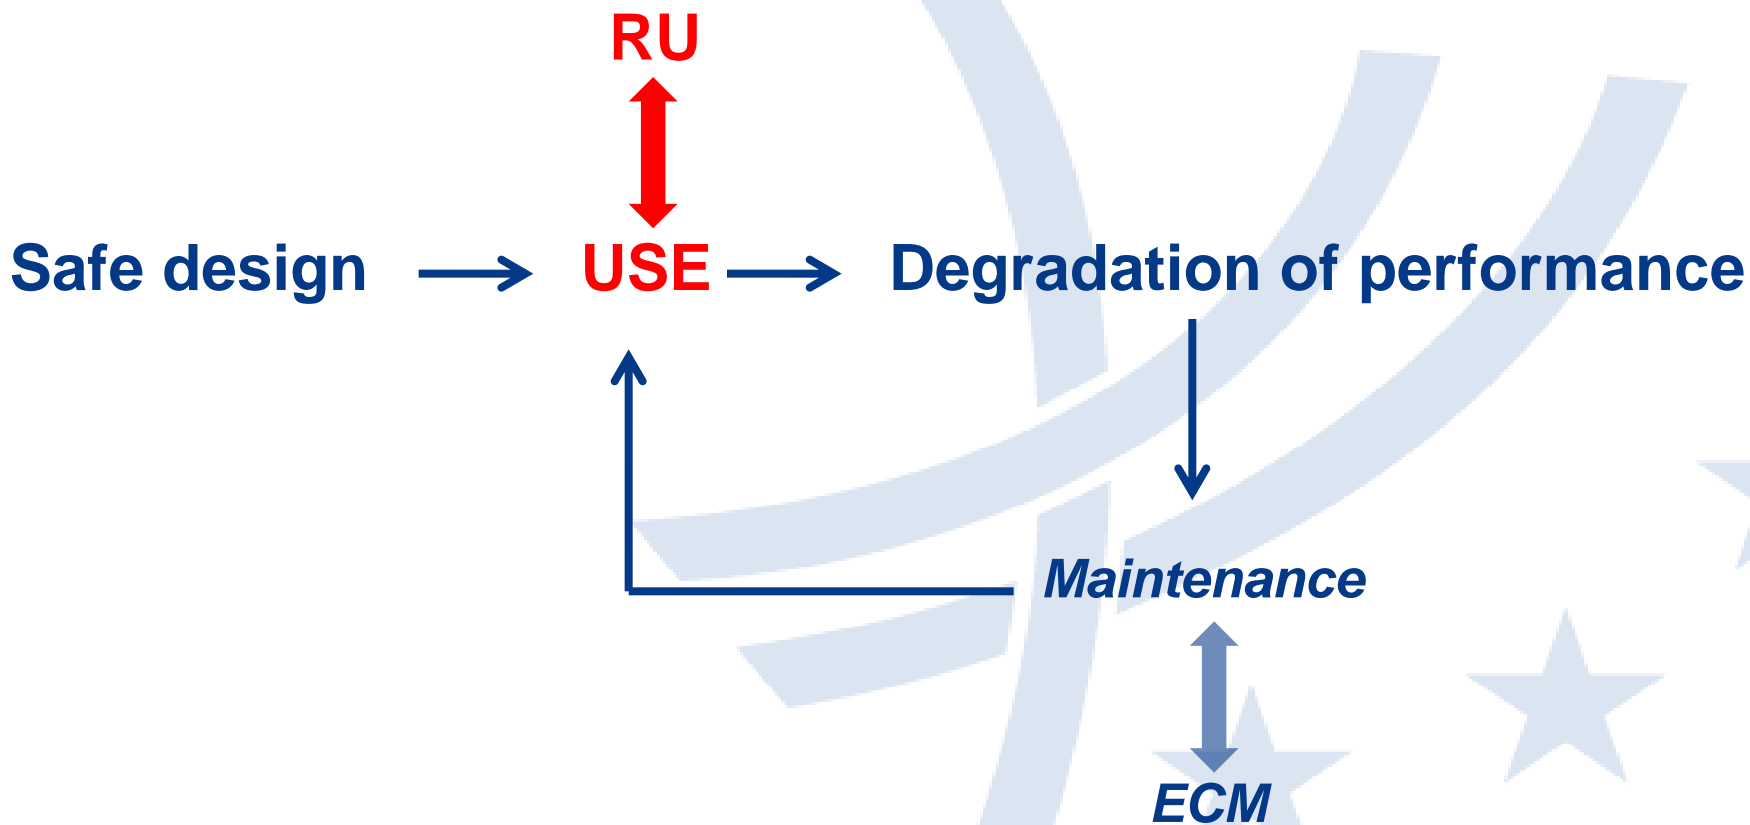 RU
Safe design
USE
Degradation of performance
Maintenance
ECM